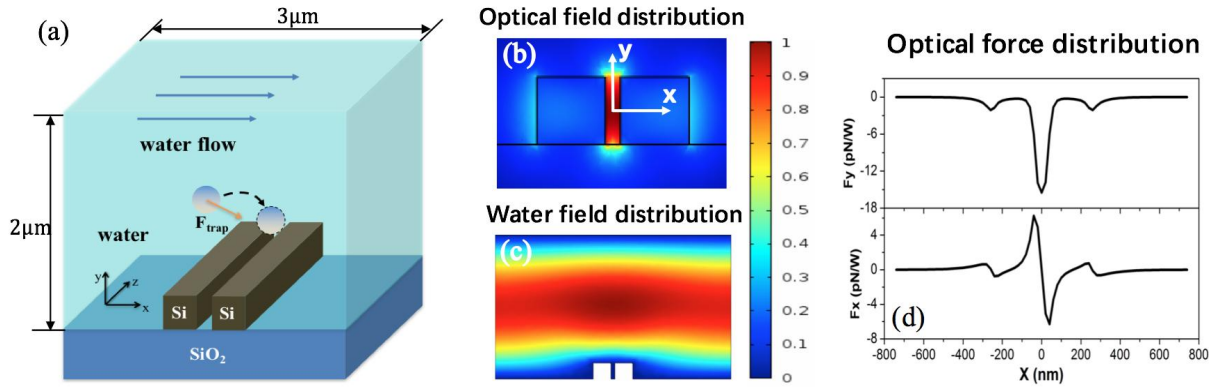 (a)
3μm
water flow
2μm
F_trap
water
y
z
x
Si
Si
SiO₂
Optical field distribution
(b)
y
x
1
0.9
0.8
0.7
0.6
0.5
0.4
0.3
0.2
0.1
0
Water field distribution
(c)
Optical force distribution
0
-6
-12
-18
Fy (pN/W)
4
0
-4
-8
Fx (pN/W)
(d)
-800 -600 -400 -200 0 200 400 600 800
X (nm)